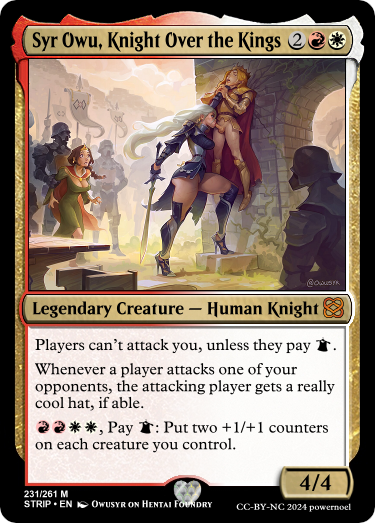 Syr Owu, Knight Over the Kings 2
@OWUSYR
Legendary Creature — Human Knight
Players can't attack you, unless they pay .
Whenever a player attacks one of your
opponents, the attacking player gets a really
cool hat, if able.
, Pay : Put two +1/+1 counters
on each creature you control.
4/4
231/261 M
STRIP • EN Owusyr on Hentai Foundry
CC-BY-NC 2024 powernoel